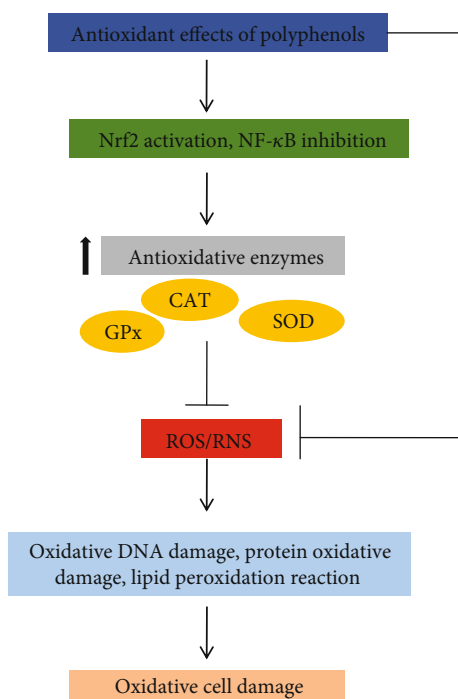 Antioxidant effects of polyphenols
Nrf2 activation, NF-κB inhibition
Antioxidative enzymes
CAT
SOD
GPx
ROS/RNS
Oxidative DNA damage, protein oxidative
damage, lipid peroxidation reaction
Oxidative cell damage